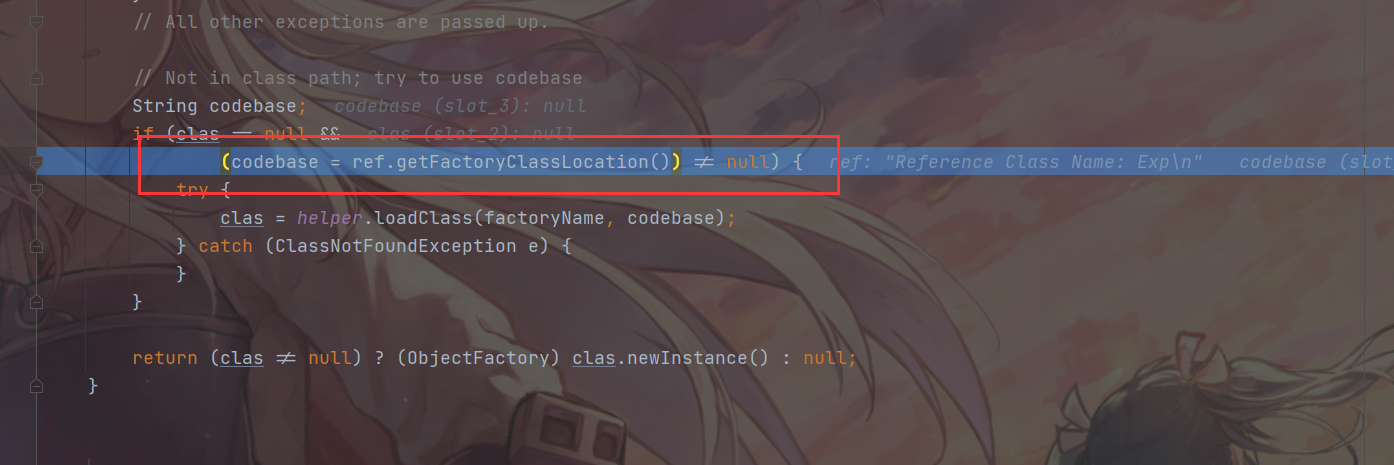 // All other exceptions are passed up.
// Not in class path; try to use codebase
String codebase; codebase (slot_3): null
if (clas == null && clas (slot_2): null
(codebase = ref.getFactoryClassLocation()) ≠ null) { ref: "Reference Class Name: Exp\n" codebase (slot
try {
clas = helper.loadClass(factoryName, codebase);
} catch (ClassNotFoundException e) {
}
}
return (clas ≠ null) ? (ObjectFactory) clas.newInstance() : null;
}